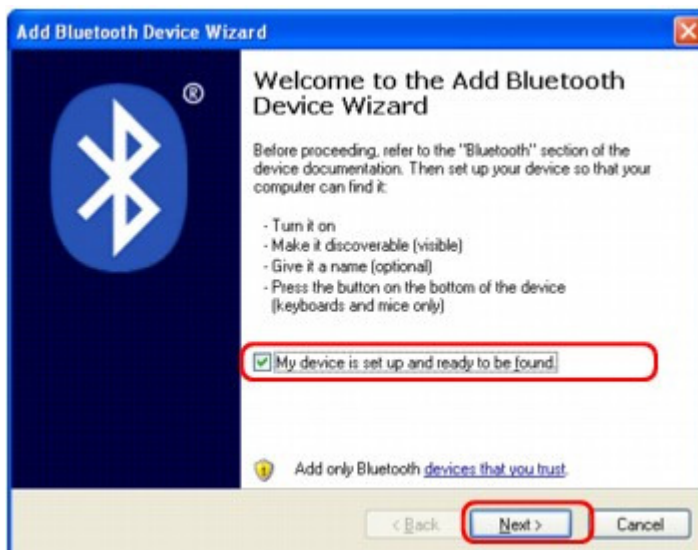 Add Bluetooth Device Wizard
®
Welcome to the Add Bluetooth
Device Wizard
Before proceeding, refer to the "Bluetooth" section of the
device documentation. Then set up your device so that your
computer can find it:
- Turn it on
- Make it discoverable (visible)
- Give it a name (optional)
- Press the button on the bottom of the device
(keyboards and mice only)
My device is set up and ready to be found.
Add only Bluetooth devices that you trust.
< Back
Next >
Cancel